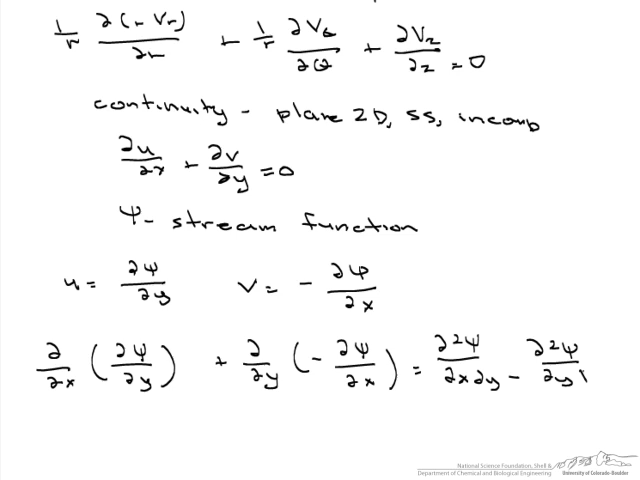 1/r ∂(r Vr)/∂r + 1/r ∂Vθ/∂θ + ∂Vz/∂z = 0
continuity - plane 2D, SS, incomp
∂u/∂x + ∂v/∂y = 0
Ψ - stream function
u = ∂Ψ/∂y   v = - ∂Ψ/∂x
∂/∂x (∂Ψ/∂y) + ∂/∂y (- ∂Ψ/∂x) = ∂²Ψ/∂x∂y - ∂²Ψ/∂y
National Science Foundation, Shell &
Department of Chemical and Biological Engineering
University of Colorado-Boulder